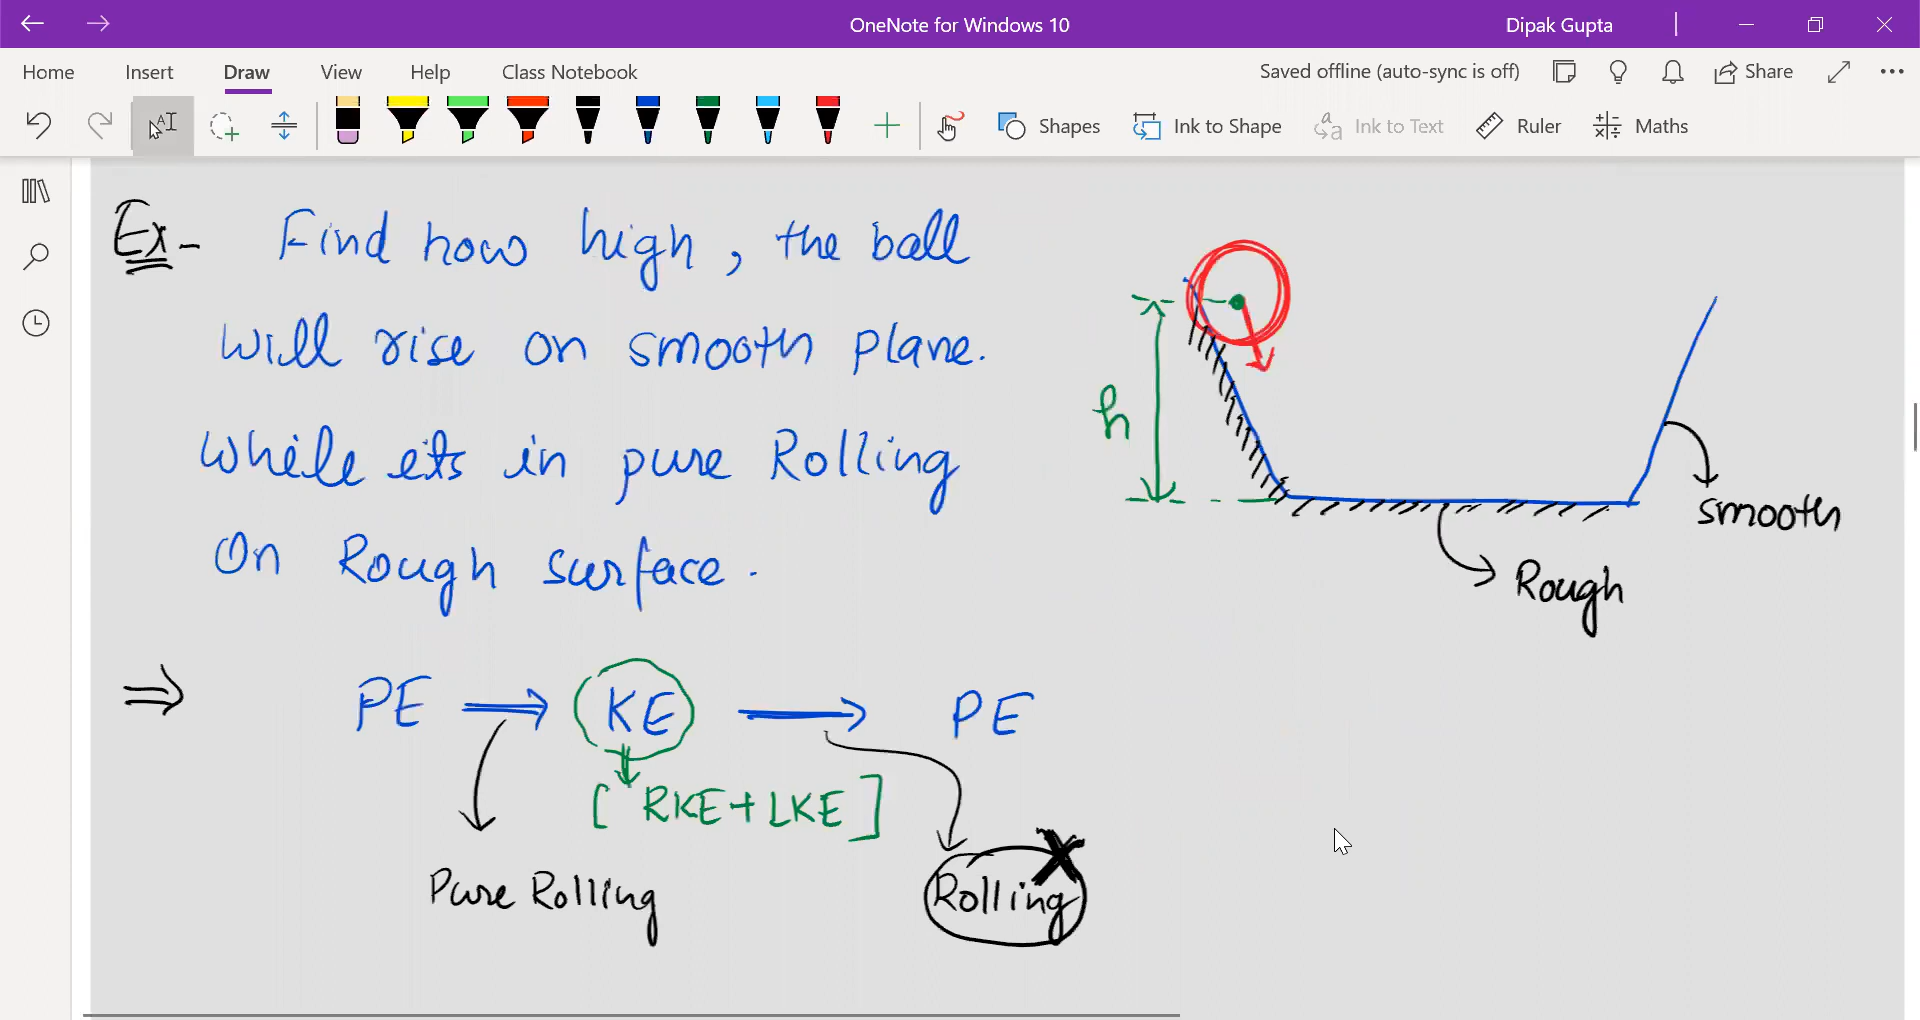 OneNote for Windows 10
Dipak Gupta
Home Insert Draw View Help Class Notebook
Saved offline (auto-sync is off) Share
Shapes Ink to Shape Ink to Text Ruler Maths
Ex- Find how high, the ball
will rise on smooth plane.
While its in pure Rolling
On Rough surface.
h
smooth
Rough
⇒ PE ⇒ KE → PE
[RKE+LKE]
Pure Rolling
Rolling X